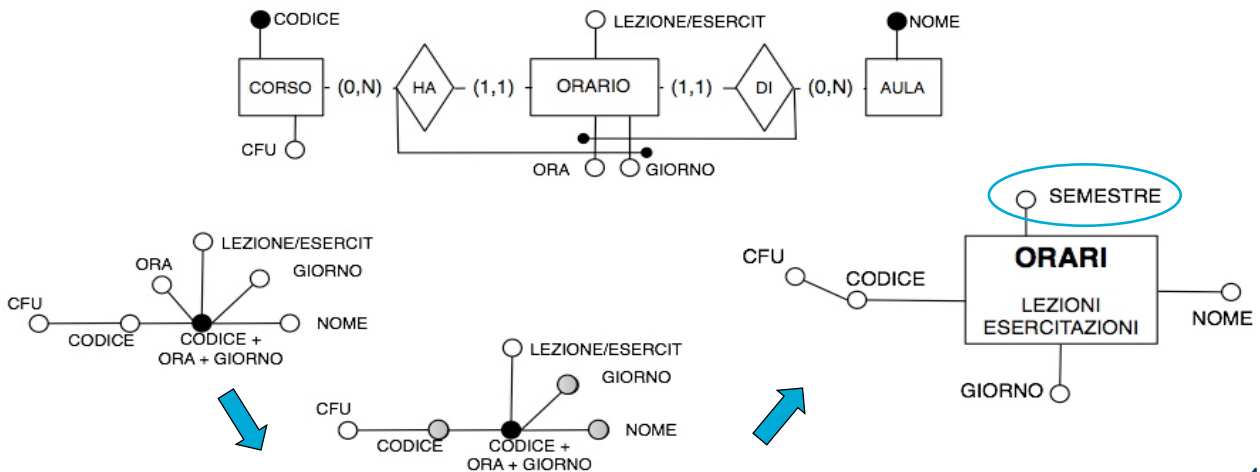 CODICE
LEZIONE/ESERCIT
NOME
CORSO
(0,N)
HA
(1,1)
ORARIO
(1,1)
DI
(0,N)
AULA
CFU
ORA
GIORNO
LEZIONE/ESERCIT
ORA
GIORNO
CFU
CODICE
CODICE +
ORA + GIORNO
NOME
LEZIONE/ESERCIT
GIORNO
CFU
CODICE
CODICE +
ORA + GIORNO
NOME
SEMESTRE
CFU
CODICE
ORARI
LEZIONI
ESERCITAZIONI
NOME
GIORNO